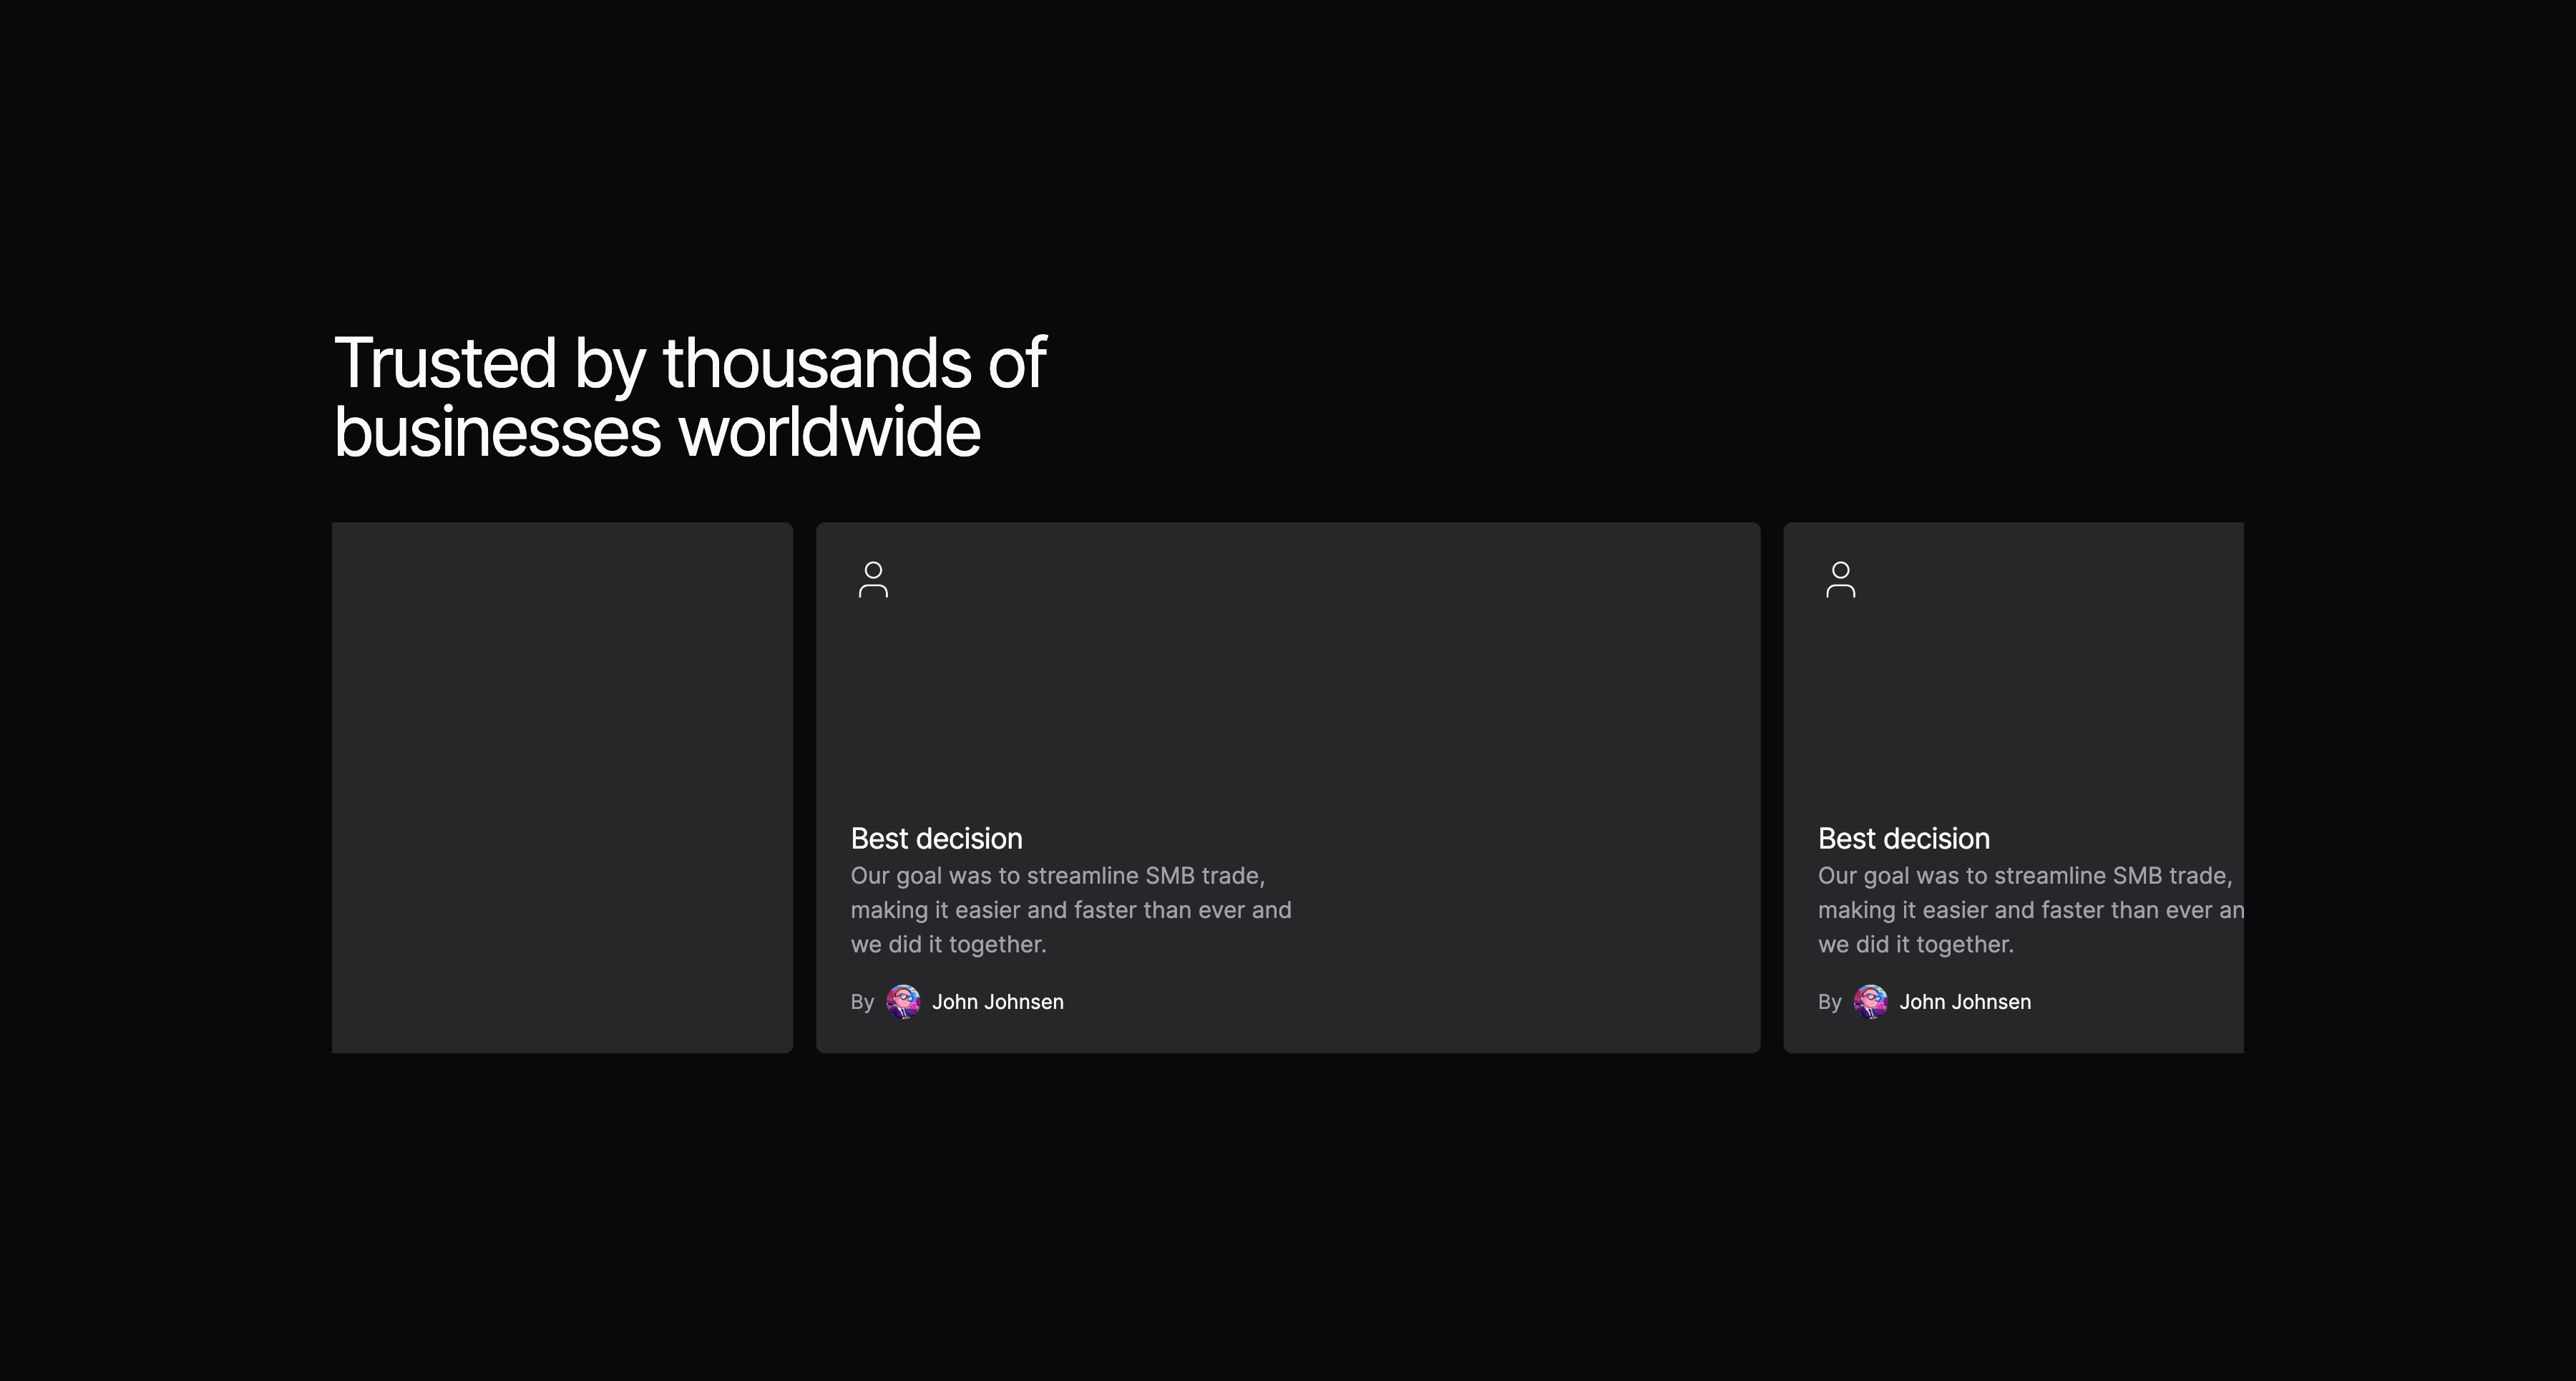 Trusted by thousands of
businesses worldwide
Best decision
Our goal was to streamline SMB trade,
making it easier and faster than ever and
we did it together.
By John Johnsen
Best decision
Our goal was to streamline SMB trade,
making it easier and faster than ever an
we did it together.
By John Johnsen